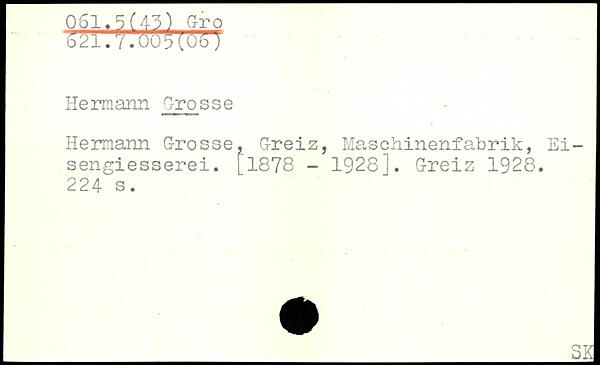 061.5(43) Gro
621.7.005(06)
Hermann Grosse
Hermann Grosse, Greiz, Maschinenfabrik, Ei-
sengiesserei. [1878 - 1928]. Greiz 1928.
224 s.
SK